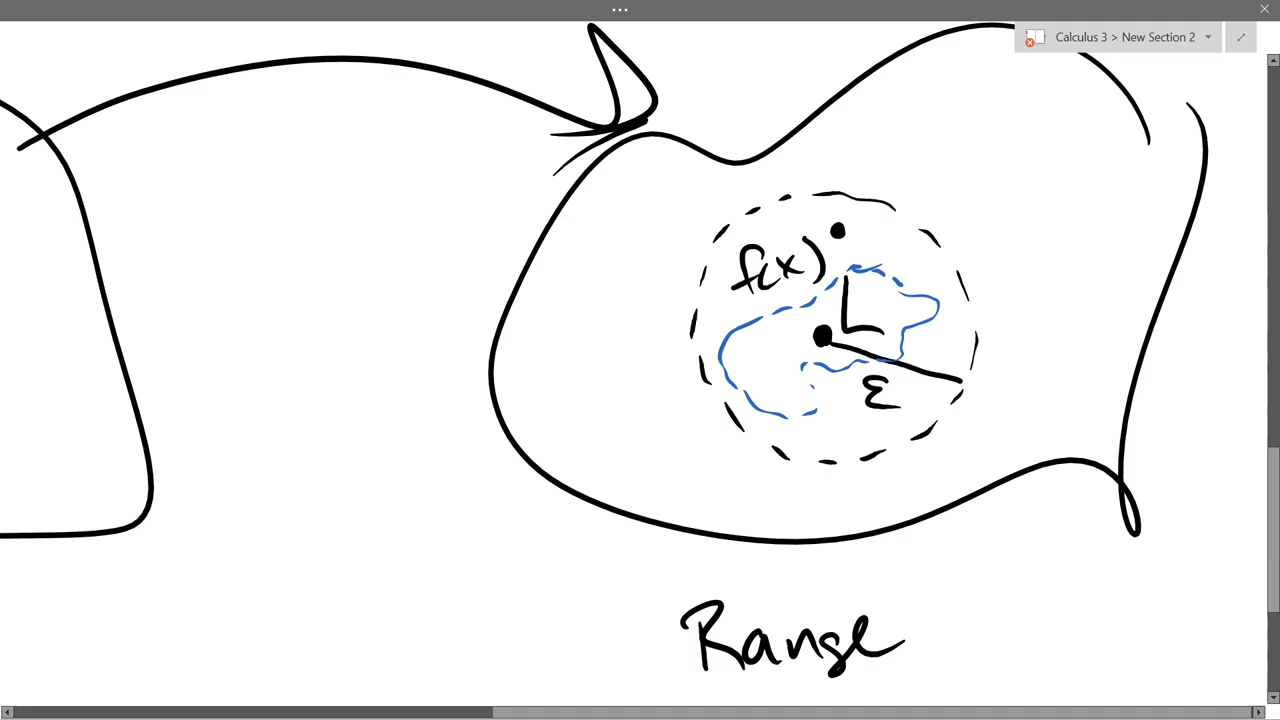 Calculus 3 > New Section 2
f(x)
L
ε
Range